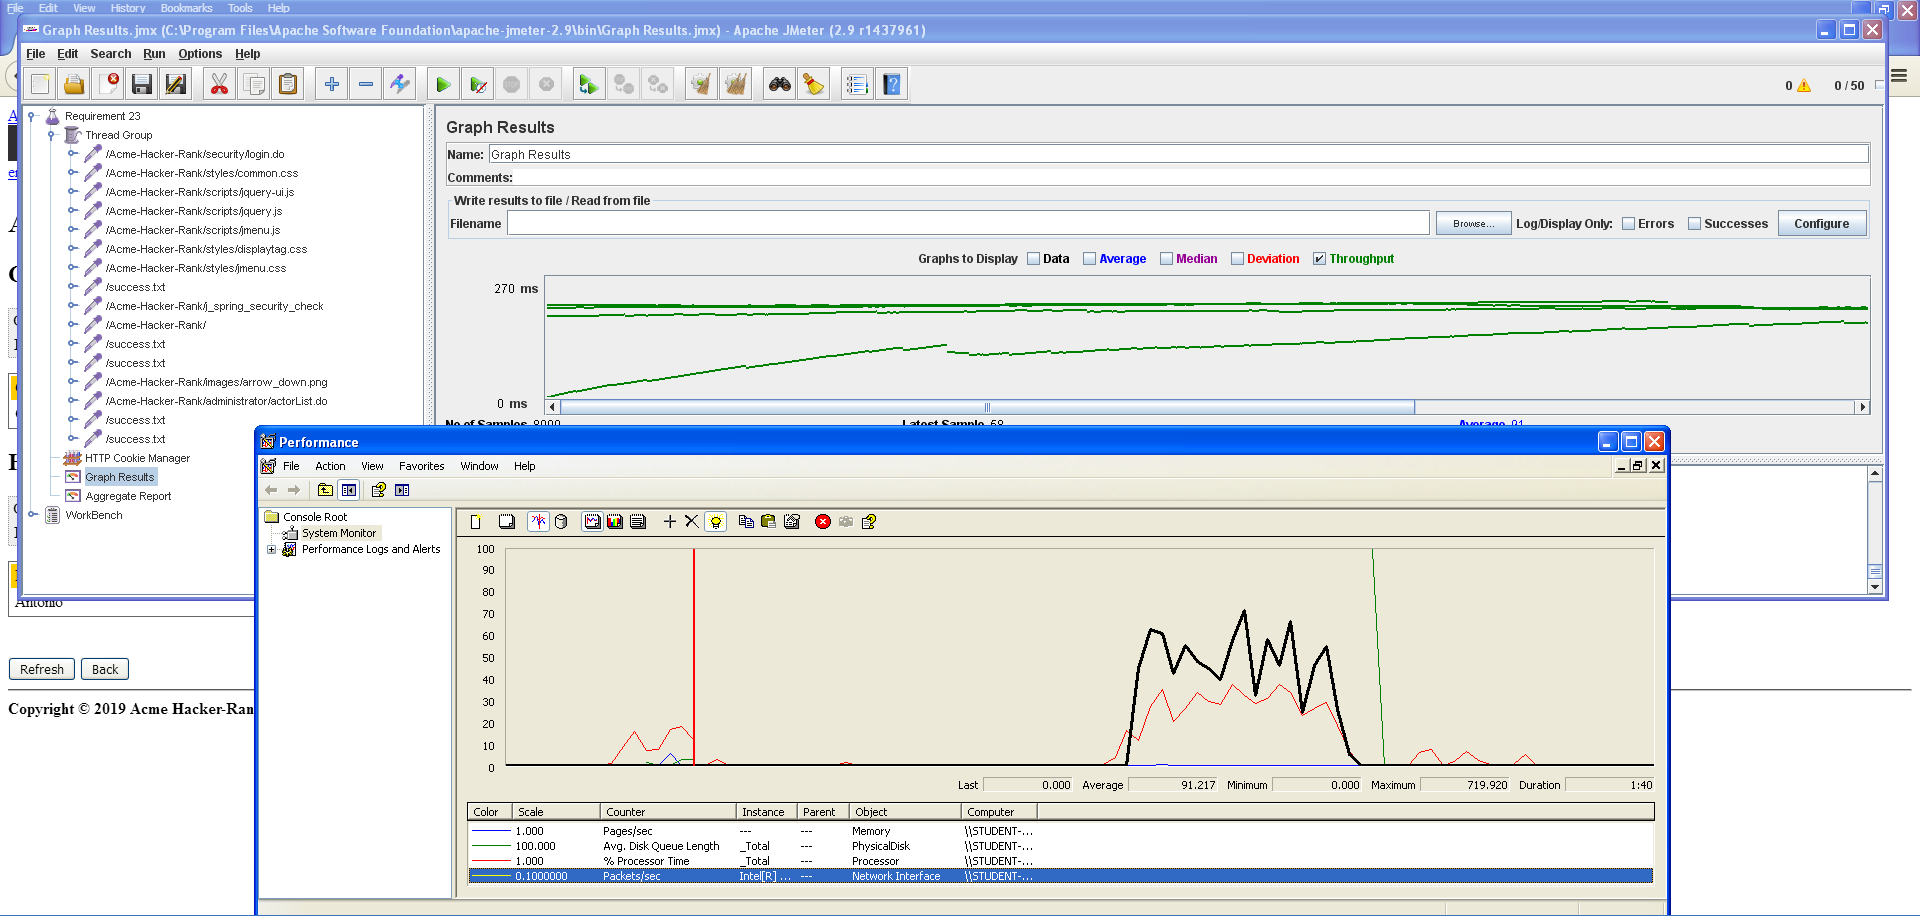 File Edit View History Bookmarks Tools Help
Graph Results.jmx (C:\Program Files\Apache Software Foundation\apache-jmeter-2.9\bin\Graph Results.jmx) - Apache JMeter (2.9 r1437961)
File Edit Search Run Options Help
0 0 / 50
Requirement 23
Thread Group
/Acme-Hacker-Rank/security/login.do
/Acme-Hacker-Rank/styles/common.css
/Acme-Hacker-Rank/scripts/jquery-ui.js
/Acme-Hacker-Rank/scripts/jquery.js
/Acme-Hacker-Rank/scripts/jmenu.js
/Acme-Hacker-Rank/styles/displaytag.css
/Acme-Hacker-Rank/styles/jmenu.css
/success.txt
/Acme-Hacker-Rank/j_spring_security_check
/Acme-Hacker-Rank/
/success.txt
/success.txt
/Acme-Hacker-Rank/images/arrow_down.png
/Acme-Hacker-Rank/administrator/actorList.do
/success.txt
/success.txt
HTTP Cookie Manager
Graph Results
Aggregate Report
WorkBench
Graph Results
Name: Graph Results
Comments:
Write results to file / Read from file
Filename Browse... Log/Display Only: Errors Successes Configure
Graphs to Display Data Average Median Deviation Throughput
270 ms
0 ms
No of Samples 8000 Latest Sample 68 Average 91
Antonio
Refresh Back
Copyright © 2019 Acme Hacker-Ran
Performance
File Action View Favorites Window Help
Console Root
System Monitor
Performance Logs and Alerts
100
90
80
70
60
50
40
30
20
10
0
Last 0.000 Average 91.217 Minimum 0.000 Maximum 719.920 Duration 1:40
Color Scale Counter Instance Parent Object Computer
1.000 Pages/sec --- --- Memory \\STUDENT-...
100.000 Avg. Disk Queue Length _Total --- PhysicalDisk \\STUDENT-...
1.000 % Processor Time _Total --- Processor \\STUDENT-...
0.1000000 Packets/sec Intel[R] ... --- Network Interface \\STUDENT-...